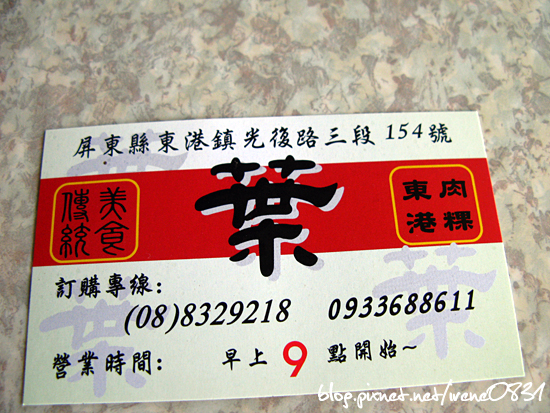 屏東縣東港鎮光復路三段154號
傳統美食
葉
東港肉粿
訂購專線:
(08)8329218 0933688611
營業時間: 早上9點開始~
blog.pixnet.net/irene0831